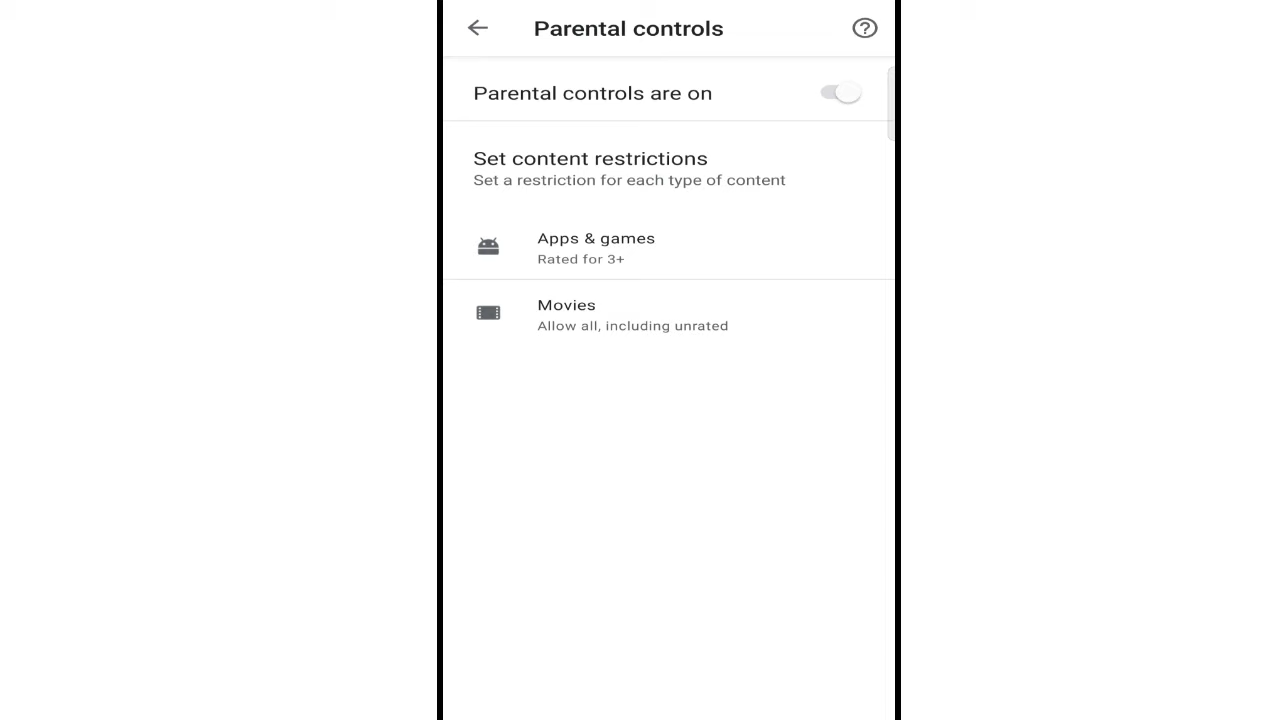 Parental controls
Parental controls are on
Set content restrictions
Set a restriction for each type of content
Apps & games
Rated for 3+
Movies
Allow all, including unrated